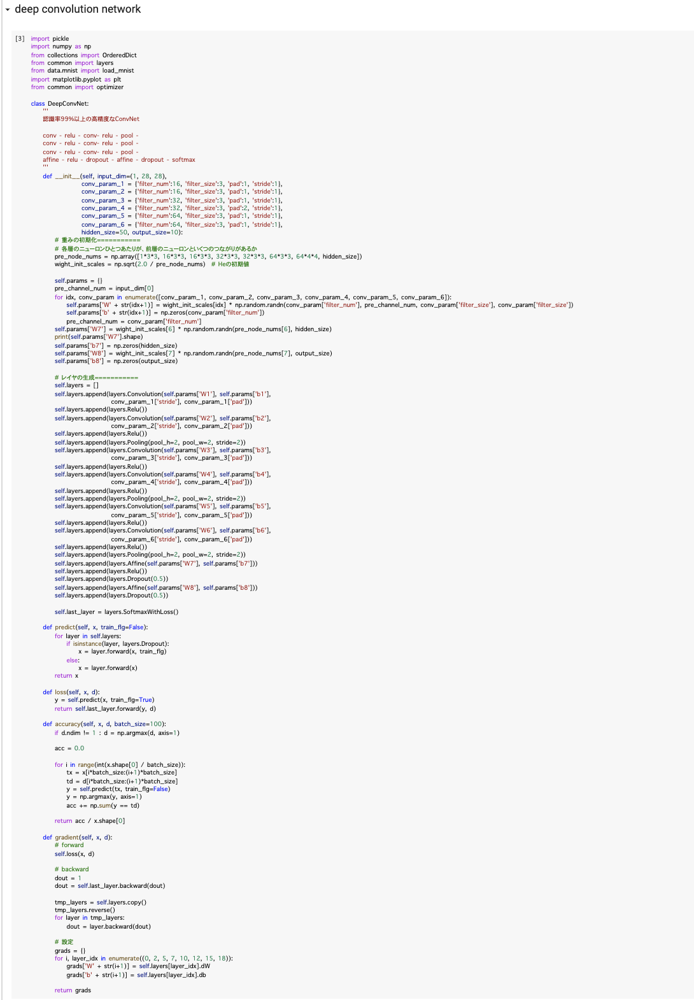 deep convolution network
[3] import pickle
import numpy as np
from collections import OrderedDict
from common import layers
from data.mnist import load_mnist
import matplotlib.pyplot as plt
from common import optimizer
class DeepConvNet:
'''
認識率99%以上の高精度なConvNet
conv - relu - conv- relu - pool -
conv - relu - conv- relu - pool -
conv - relu - conv- relu - pool -
affine - relu - dropout - affine - dropout - softmax
'''
def __init__(self, input_dim=(1, 28, 28),
conv_param_1 = {'filter_num':16, 'filter_size':3, 'pad':1, 'stride':1},
conv_param_2 = {'filter_num':16, 'filter_size':3, 'pad':1, 'stride':1},
conv_param_3 = {'filter_num':32, 'filter_size':3, 'pad':1, 'stride':1},
conv_param_4 = {'filter_num':32, 'filter_size':3, 'pad':2, 'stride':1},
conv_param_5 = {'filter_num':64, 'filter_size':3, 'pad':1, 'stride':1},
conv_param_6 = {'filter_num':64, 'filter_size':3, 'pad':1, 'stride':1},
hidden_size=50, output_size=10):
# 重みの初期化===========
# 各層のニューロンひとつあたりが、前層のニューロンといくつのつながりがあるか
pre_node_nums = np.array([1*3*3, 16*3*3, 16*3*3, 32*3*3, 32*3*3, 64*3*3, 64*4*4, hidden_size])
wight_init_scales = np.sqrt(2.0 / pre_node_nums) # Heの初期値
self.params = {}
pre_channel_num = input_dim[0]
for idx, conv_param in enumerate([conv_param_1, conv_param_2, conv_param_3, conv_param_4, conv_param_5, conv_param_6]):
self.params['W' + str(idx+1)] = wight_init_scales[idx] * np.random.randn(conv_param['filter_num'], pre_channel_num, conv_param['filter_size'], conv_param['filter_size'])
self.params['b' + str(idx+1)] = np.zeros(conv_param['filter_num'])
pre_channel_num = conv_param['filter_num']
self.params['W7'] = wight_init_scales[6] * np.random.randn(pre_node_nums[6], hidden_size)
print(self.params['W7'].shape)
self.params['b7'] = np.zeros(hidden_size)
self.params['W8'] = wight_init_scales[7] * np.random.randn(pre_node_nums[7], output_size)
self.params['b8'] = np.zeros(output_size)
# レイヤの生成===========
self.layers = []
self.layers.append(layers.Convolution(self.params['W1'], self.params['b1'],
conv_param_1['stride'], conv_param_1['pad']))
self.layers.append(layers.Relu())
self.layers.append(layers.Convolution(self.params['W2'], self.params['b2'],
conv_param_2['stride'], conv_param_2['pad']))
self.layers.append(layers.Relu())
self.layers.append(layers.Pooling(pool_h=2, pool_w=2, stride=2))
self.layers.append(layers.Convolution(self.params['W3'], self.params['b3'],
conv_param_3['stride'], conv_param_3['pad']))
self.layers.append(layers.Relu())
self.layers.append(layers.Convolution(self.params['W4'], self.params['b4'],
conv_param_4['stride'], conv_param_4['pad']))
self.layers.append(layers.Relu())
self.layers.append(layers.Pooling(pool_h=2, pool_w=2, stride=2))
self.layers.append(layers.Convolution(self.params['W5'], self.params['b5'],
conv_param_5['stride'], conv_param_5['pad']))
self.layers.append(layers.Relu())
self.layers.append(layers.Convolution(self.params['W6'], self.params['b6'],
conv_param_6['stride'], conv_param_6['pad']))
self.layers.append(layers.Relu())
self.layers.append(layers.Pooling(pool_h=2, pool_w=2, stride=2))
self.layers.append(layers.Affine(self.params['W7'], self.params['b7']))
self.layers.append(layers.Relu())
self.layers.append(layers.Dropout(0.5))
self.layers.append(layers.Affine(self.params['W8'], self.params['b8']))
self.layers.append(layers.Dropout(0.5))
self.last_layer = layers.SoftmaxWithLoss()
def predict(self, x, train_flg=False):
for layer in self.layers:
if isinstance(layer, layers.Dropout):
x = layer.forward(x, train_flg)
else:
x = layer.forward(x)
return x
def loss(self, x, d):
y = self.predict(x, train_flg=True)
return self.last_layer.forward(y, d)
def accuracy(self, x, d, batch_size=100):
if d.ndim != 1 : d = np.argmax(d, axis=1)
acc = 0.0
for i in range(int(x.shape[0] / batch_size)):
tx = x[i*batch_size:(i+1)*batch_size]
td = d[i*batch_size:(i+1)*batch_size]
y = self.predict(tx, train_flg=False)
y = np.argmax(y, axis=1)
acc += np.sum(y == td)
return acc / x.shape[0]
def gradient(self, x, d):
# forward
self.loss(x, d)
# backward
dout = 1
dout = self.last_layer.backward(dout)
tmp_layers = self.layers.copy()
tmp_layers.reverse()
for layer in tmp_layers:
dout = layer.backward(dout)
# 設定
grads = {}
for i, layer_idx in enumerate((0, 2, 5, 7, 10, 12, 15, 18)):
grads['W' + str(i+1)] = self.layers[layer_idx].dW
grads['b' + str(i+1)] = self.layers[layer_idx].db
return grads